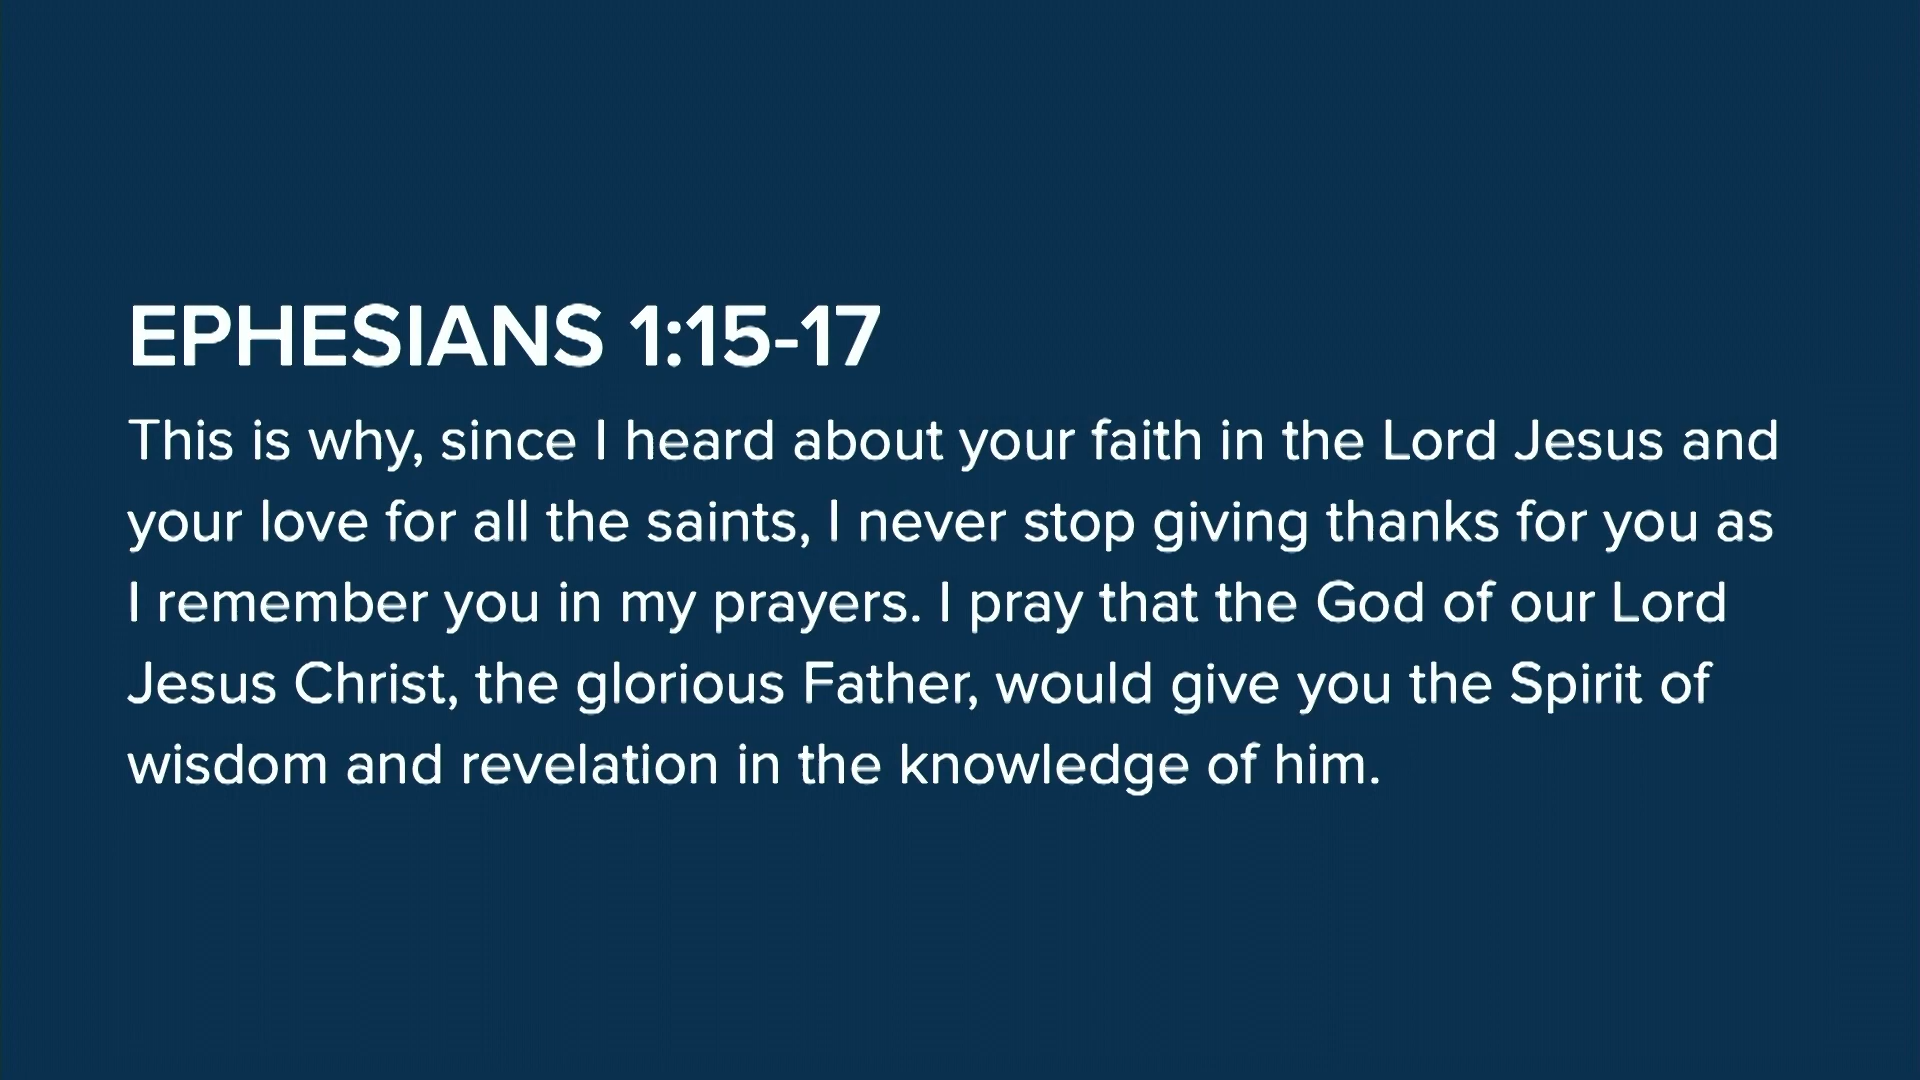 EPHESIANS 1:15-17
This is why, since I heard about your faith in the Lord Jesus and
your love for all the saints, I never stop giving thanks for you as
I remember you in my prayers. I pray that the God of our Lord
Jesus Christ, the glorious Father, would give you the Spirit of
wisdom and revelation in the knowledge of him.